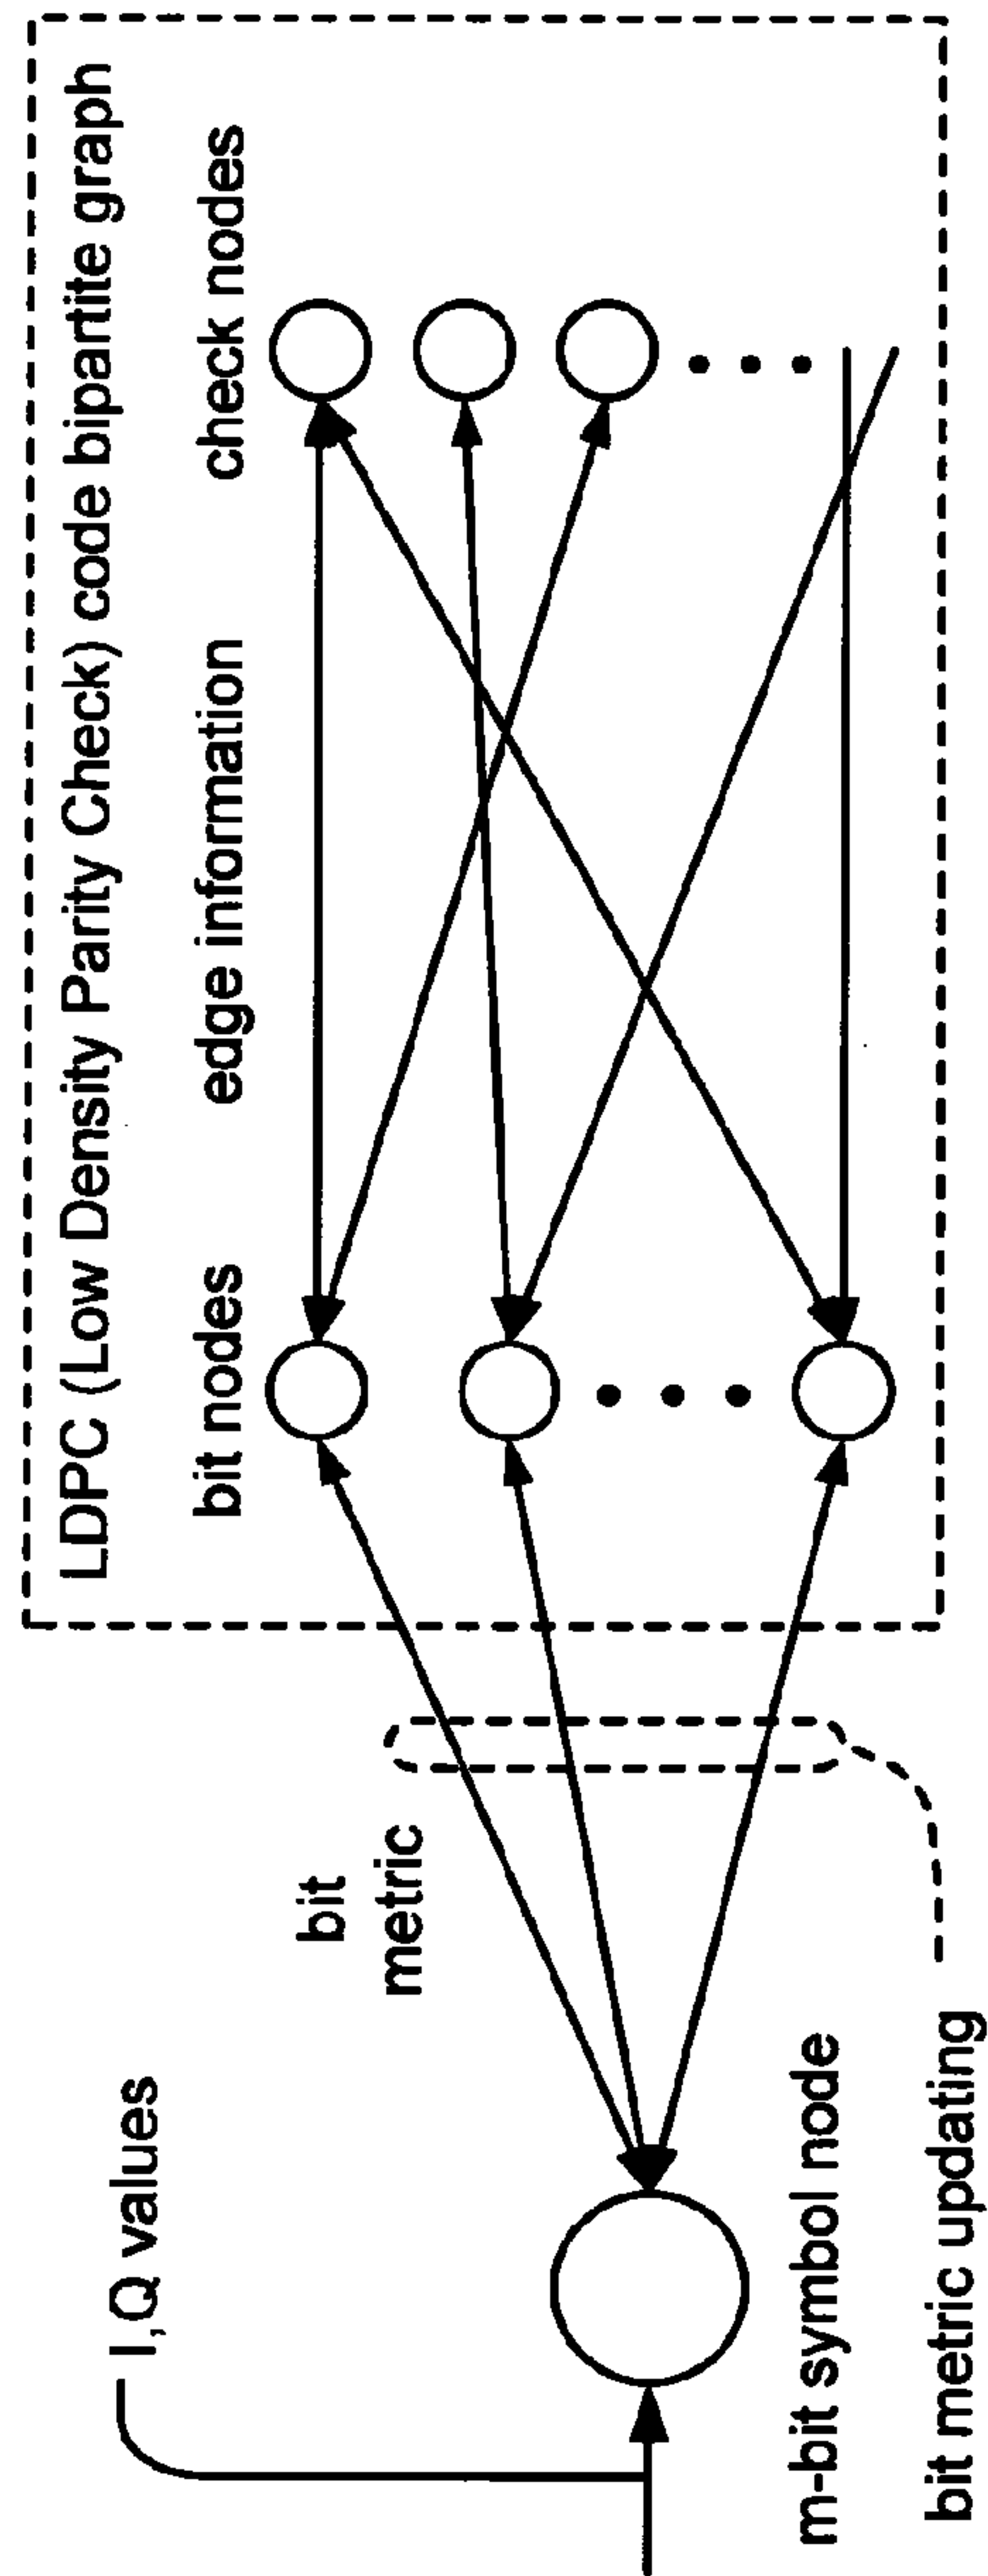 LDPC (Low Density Parity Check) code bipartite graph
bit nodes
edge information
check nodes
I,Q values
bit
metric
m-bit symbol node
bit metric updating